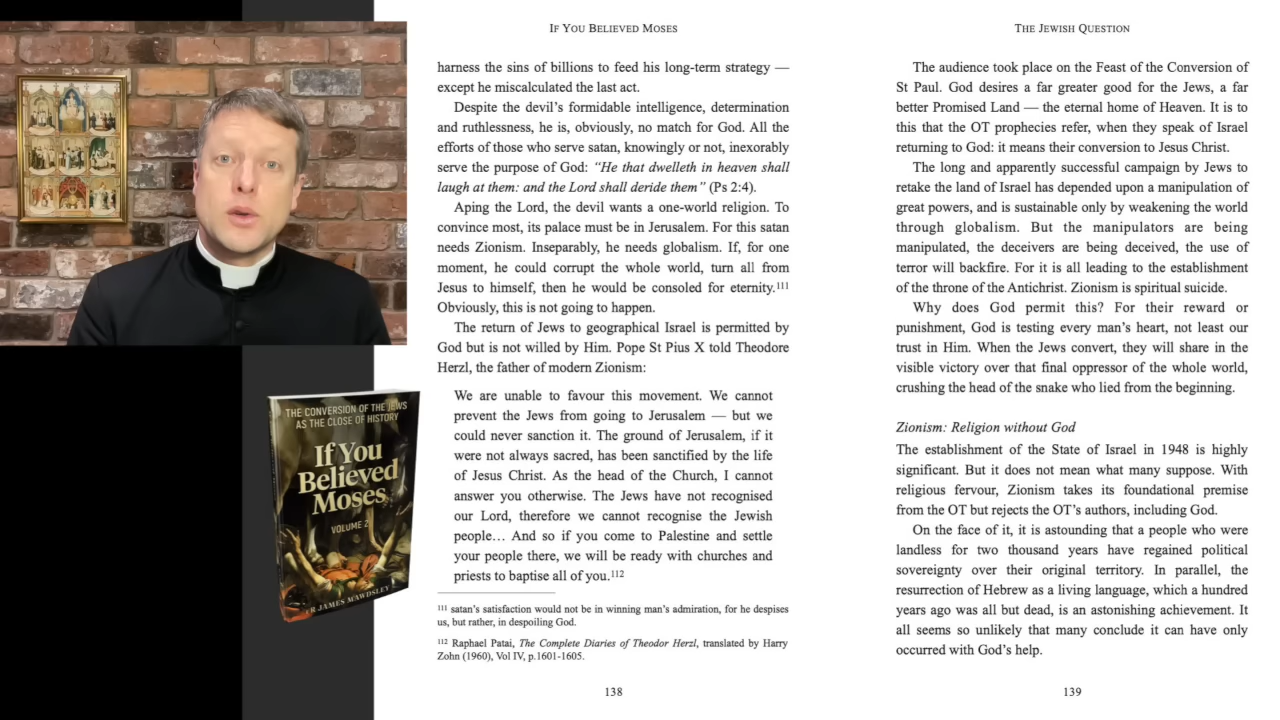 THE CONVERSION OF THE JEWS
AS THE CLOSE OF HISTORY
If You
Believed
Moses
VOLUME 2
R JAMES MAWDSLEY
IF YOU BELIEVED MOSES
harness the sins of billions to feed his long-term strategy —
except he miscalculated the last act.
Despite the devil’s formidable intelligence, determination
and ruthlessness, he is, obviously, no match for God. All the
efforts of those who serve satan, knowingly or not, inexorably
serve the purpose of God: “He that dwelleth in heaven shall
laugh at them: and the Lord shall deride them” (Ps 2:4).
Aping the Lord, the devil wants a one-world religion. To
convince most, its palace must be in Jerusalem. For this satan
needs Zionism. Inseparably, he needs globalism. If, for one
moment, he could corrupt the whole world, turn all from
Jesus to himself, then he would be consoled for eternity.111
Obviously, this is not going to happen.
The return of Jews to geographical Israel is permitted by
God but is not willed by Him. Pope St Pius X told Theodore
Herzl, the father of modern Zionism:
We are unable to favour this movement. We cannot
prevent the Jews from going to Jerusalem — but we
could never sanction it. The ground of Jerusalem, if it
were not always sacred, has been sanctified by the life
of Jesus Christ. As the head of the Church, I cannot
answer you otherwise. The Jews have not recognised
our Lord, therefore we cannot recognise the Jewish
people… And so if you come to Palestine and settle
your people there, we will be ready with churches and
priests to baptise all of you.112
111 satan’s satisfaction would not be in winning man’s admiration, for he despises
us, but rather, in despoiling God.
112 Raphael Patai, The Complete Diaries of Theodor Herzl, translated by Harry
Zohn (1960), Vol IV, p.1601-1605.
138
THE JEWISH QUESTION
The audience took place on the Feast of the Conversion of
St Paul. God desires a far greater good for the Jews, a far
better Promised Land — the eternal home of Heaven. It is to
this that the OT prophecies refer, when they speak of Israel
returning to God: it means their conversion to Jesus Christ.
The long and apparently successful campaign by Jews to
retake the land of Israel has depended upon a manipulation of
great powers, and is sustainable only by weakening the world
through globalism. But the manipulators are being
manipulated, the deceivers are being deceived, the use of
terror will backfire. For it is all leading to the establishment
of the throne of the Antichrist. Zionism is spiritual suicide.
Why does God permit this? For their reward or
punishment, God is testing every man’s heart, not least our
trust in Him. When the Jews convert, they will share in the
visible victory over that final oppressor of the whole world,
crushing the head of the snake who lied from the beginning.
Zionism: Religion without God
The establishment of the State of Israel in 1948 is highly
significant. But it does not mean what many suppose. With
religious fervour, Zionism takes its foundational premise
from the OT but rejects the OT’s authors, including God.
On the face of it, it is astounding that a people who were
landless for two thousand years have regained political
sovereignty over their original territory. In parallel, the
resurrection of Hebrew as a living language, which a hundred
years ago was all but dead, is an astonishing achievement. It
all seems so unlikely that many conclude it can have only
occurred with God’s help.
139